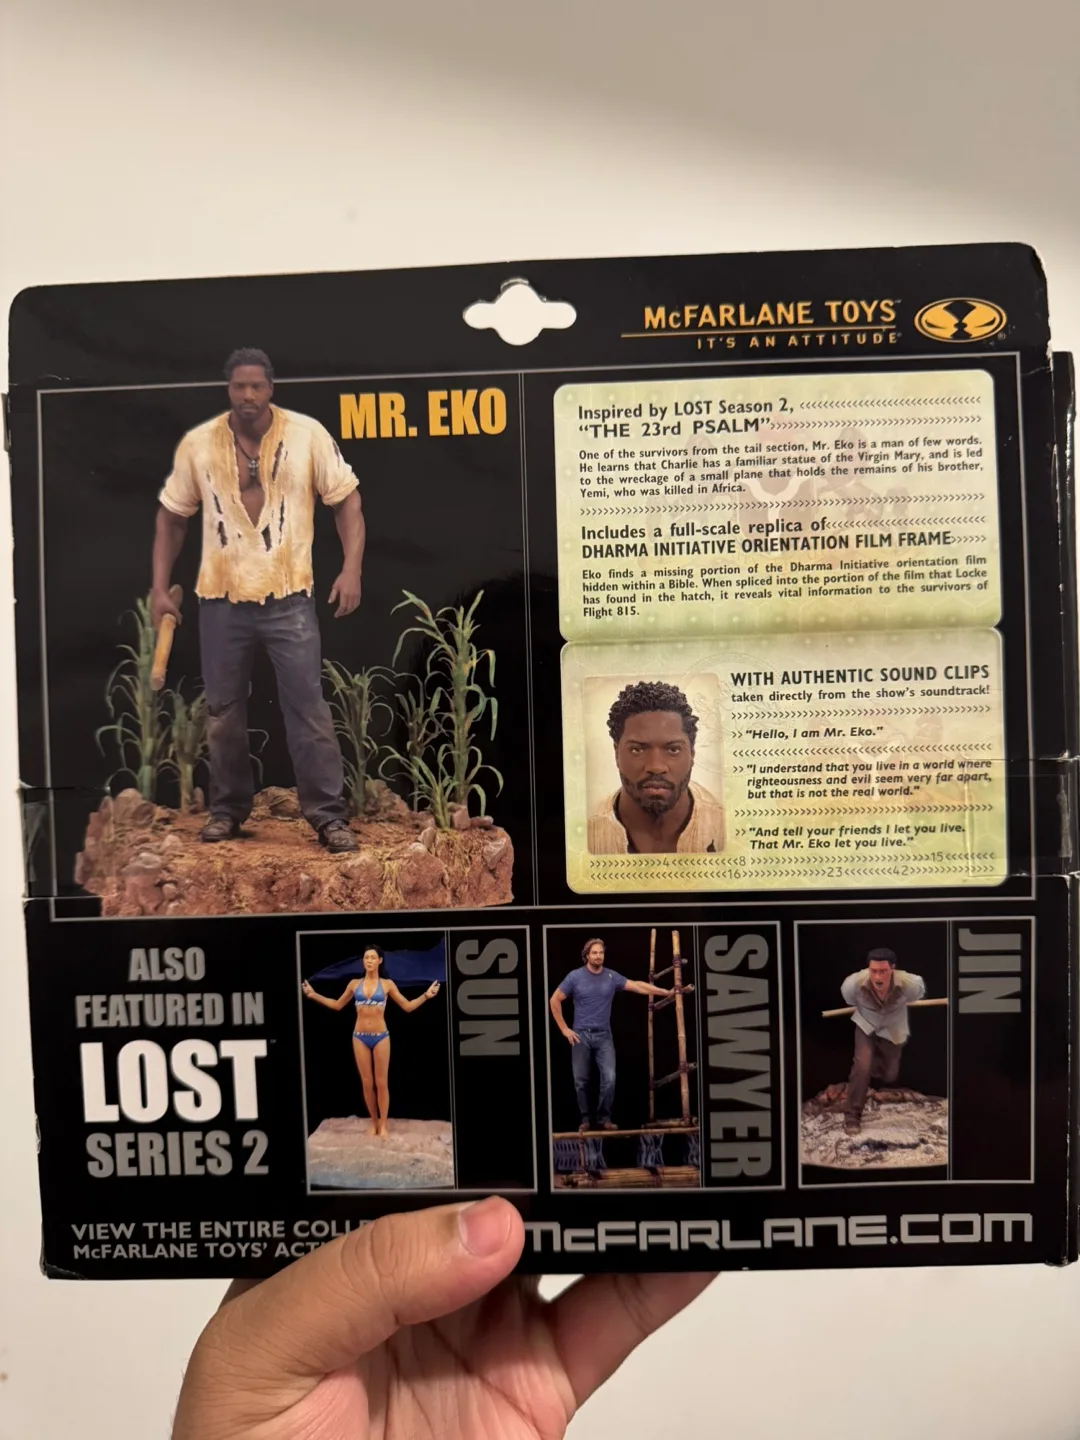 McFARLANE TOYS™
IT'S AN ATTITUDE®
MR. EKO
Inspired by LOST Season 2, <<<<<<<<<<<<<<<<<<<<<<<<<<<
"THE 23rd PSALM">>>>>>>>>>>>>>>>>>>>>>>>>>>>>>
One of the survivors from the tail section, Mr. Eko is a man of few words.
He learns that Charlie has a familiar statue of the Virgin Mary, and is led
to the wreckage of a small plane that holds the remains of his brother,
Yemi, who was killed in Africa.
Includes a full-scale replica of<<<<<<<<<<<<<<<<<<<<<<<
DHARMA INITIATIVE ORIENTATION FILM FRAME>>>>>
Eko finds a missing portion of the Dharma Initiative orientation film
hidden within a Bible. When spliced into the portion of the film that Locke
has found in the hatch, it reveals vital information to the survivors of
Flight 815.
WITH AUTHENTIC SOUND CLIPS
taken directly from the show's soundtrack!
>> "Hello, I am Mr. Eko."
>> "I understand that you live in a world where
righteousness and evil seem very far apart,
but that is not the real world."
>> "And tell your friends I let you live.
That Mr. Eko let you live."
>>>>>>>>>>>4<<<<<<<<8>>>>>>>>>>>>>>>>>>>>>>>>15<<<<<<<
<<<<<<<<<<<<<<<<<<<16>>>>>>>>>>>>23<<<<<<<42>>>>>>>>>>>>
ALSO
FEATURED IN
LOST™
SERIES 2
SUN
SAWYER
JIN
VIEW THE ENTIRE COLL
McFARLANE TOYS' ACTI
McFARLANE.COM